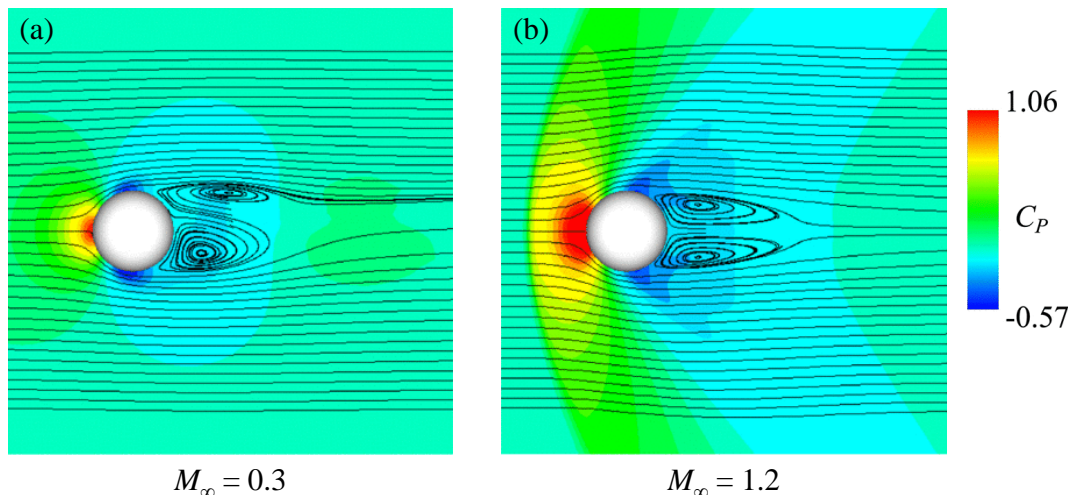 (a)
(b)
1.06
C_P
-0.57
M_∞ = 0.3
M_∞ = 1.2